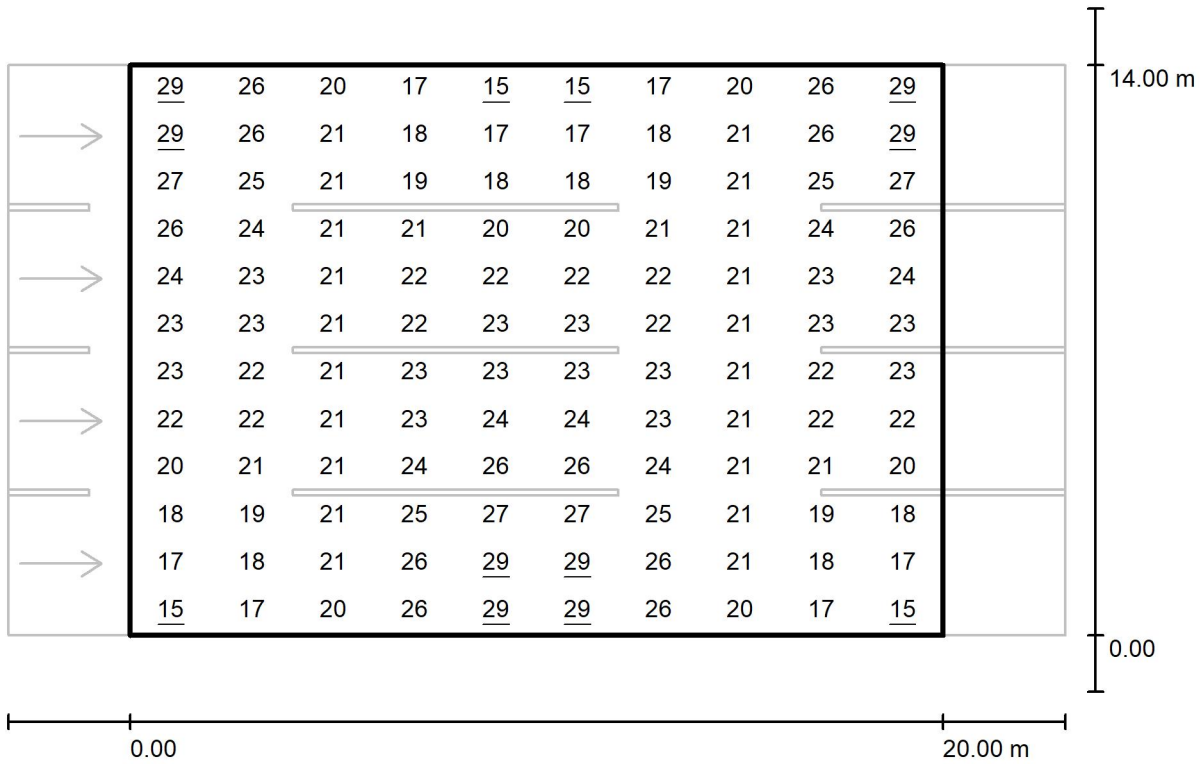 29 26 20 17 15 15 17 20 26 29
14.00 m
29 26 21 18 17 17 18 21 26 29
27 25 21 19 18 18 19 21 25 27
26 24 21 21 20 20 21 21 24 26
24 23 21 22 22 22 22 21 23 24
23 23 21 22 23 23 22 21 23 23
23 22 21 23 23 23 23 21 22 23
22 22 21 23 24 24 23 21 22 22
20 21 21 24 26 26 24 21 21 20
18 19 21 25 27 27 25 21 19 18
17 18 21 26 29 29 26 21 18 17
15 17 20 26 29 29 26 20 17 15
0.00
0.00 20.00 m